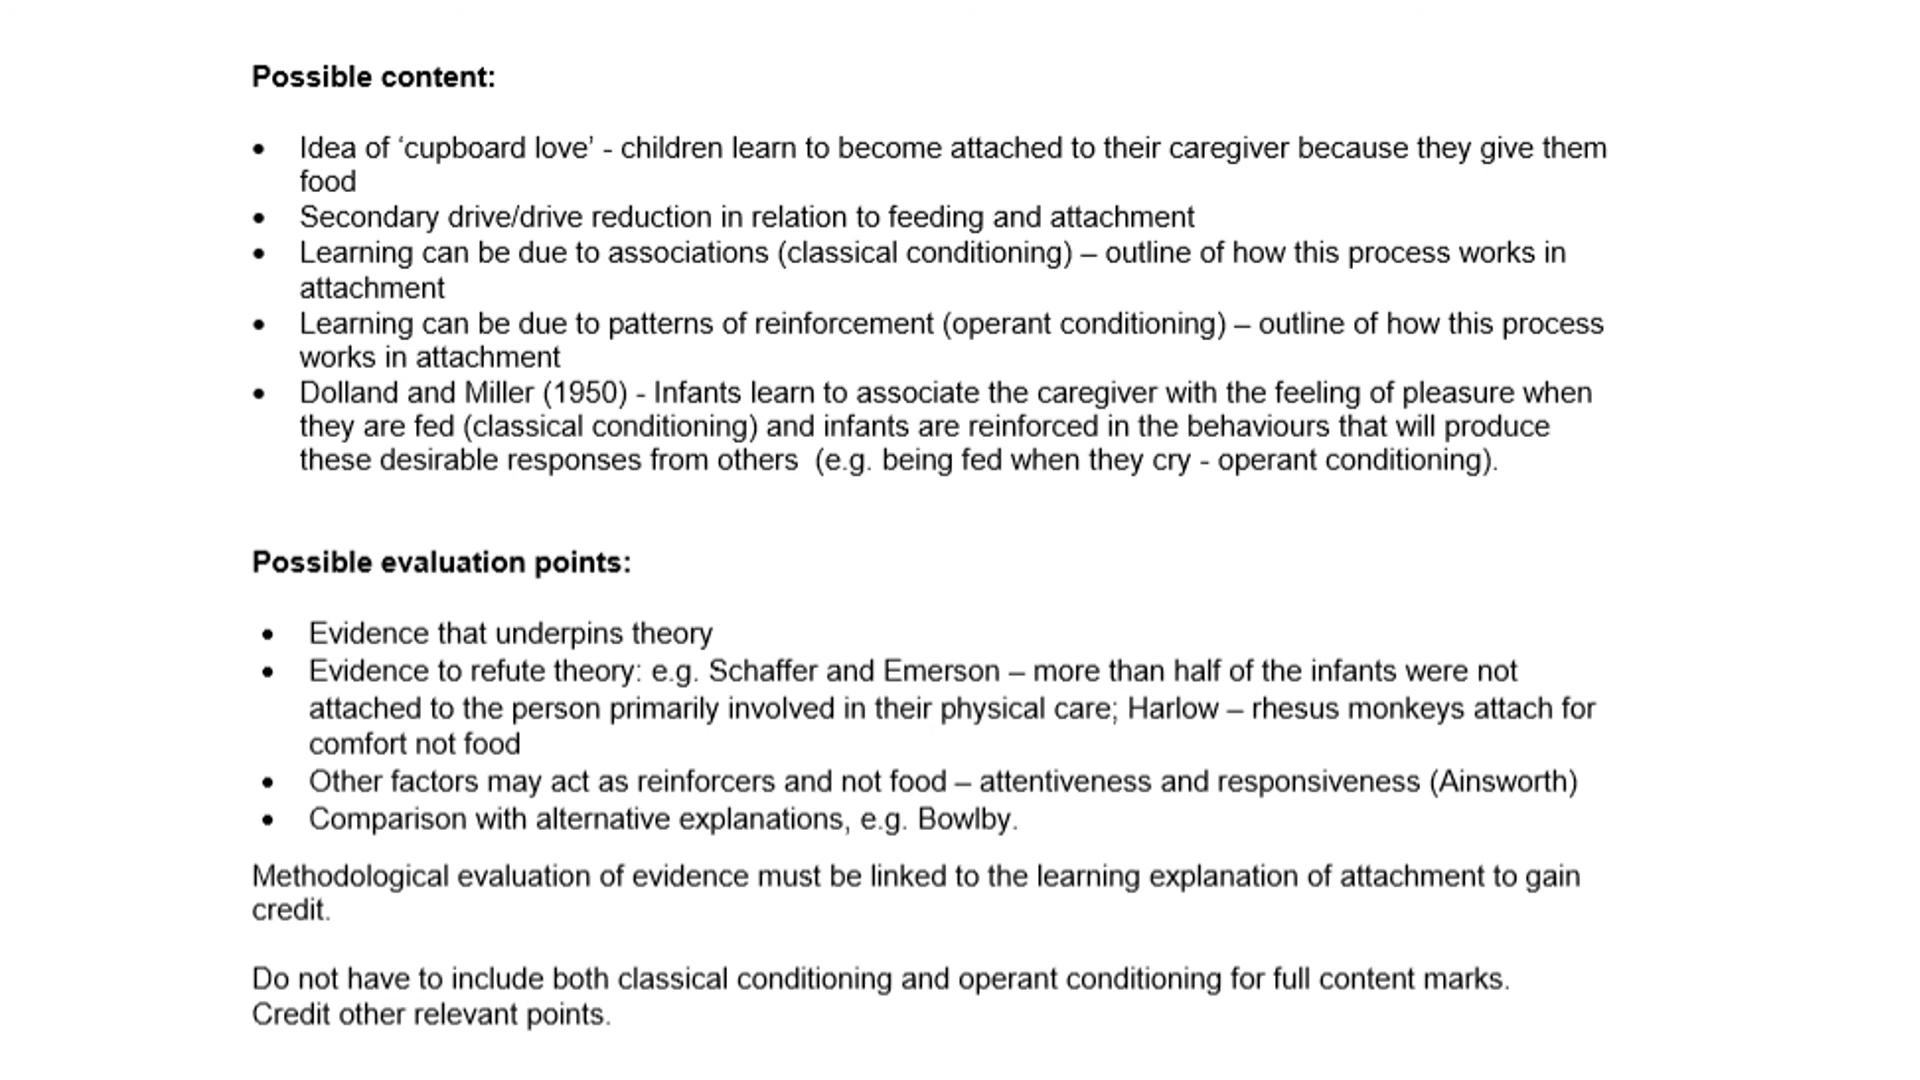 Possible content:
• Idea of ‘cupboard love’ - children learn to become attached to their caregiver because they give them
food
• Secondary drive/drive reduction in relation to feeding and attachment
• Learning can be due to associations (classical conditioning) – outline of how this process works in
attachment
• Learning can be due to patterns of reinforcement (operant conditioning) – outline of how this process
works in attachment
• Dolland and Miller (1950) - Infants learn to associate the caregiver with the feeling of pleasure when
they are fed (classical conditioning) and infants are reinforced in the behaviours that will produce
these desirable responses from others  (e.g. being fed when they cry - operant conditioning).
Possible evaluation points:
• Evidence that underpins theory
• Evidence to refute theory: e.g. Schaffer and Emerson – more than half of the infants were not
attached to the person primarily involved in their physical care; Harlow – rhesus monkeys attach for
comfort not food
• Other factors may act as reinforcers and not food – attentiveness and responsiveness (Ainsworth)
• Comparison with alternative explanations, e.g. Bowlby.
Methodological evaluation of evidence must be linked to the learning explanation of attachment to gain
credit.
Do not have to include both classical conditioning and operant conditioning for full content marks.
Credit other relevant points.